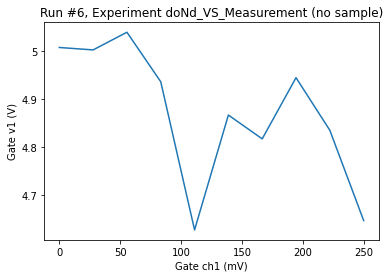 Run #6, Experiment doNd_VS_Measurement (no sample)
Gate v1 (V)
5
4.9
4.8
4.7
0 50 100 150 200 250
Gate ch1 (mV)